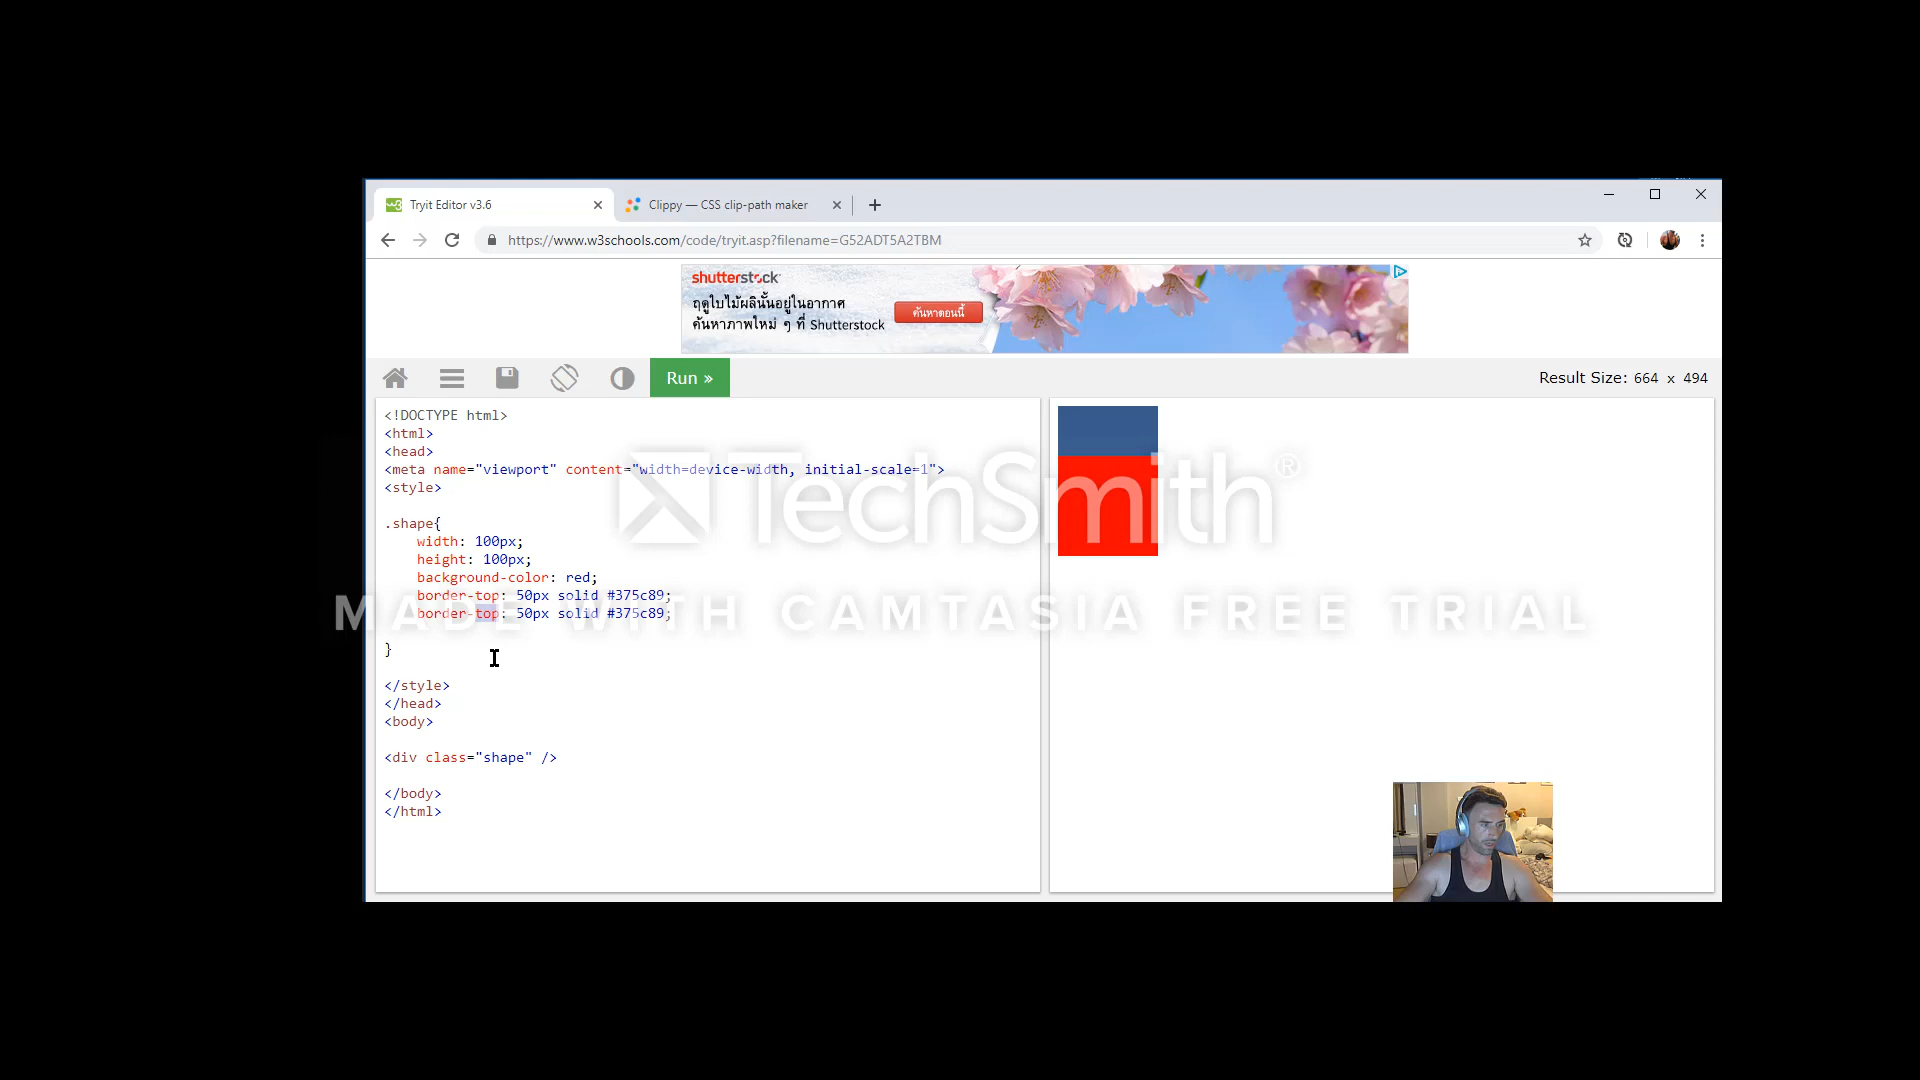 Tryit Editor v3.6
Clippy — CSS clip-path maker
https://www.w3schools.com/code/tryit.asp?filename=G52ADT5A2TBM
shutterstock
ฤดูใบไม้ผลินั้นอยู่ในอากาศ
ค้นหาภาพใหม่ ๆ ที่ Shutterstock
ค้นหาตอนนี้
Run »
Result Size: 664 x 494
<!DOCTYPE html>
<html>
<head>
<meta name="viewport" content="width=device-width, initial-scale=1">
<style>
.shape{
width: 100px;
height: 100px;
background-color: red;
border-top: 50px solid #375c89;
border-top: 50px solid #375c89;
}
</style>
</head>
<body>
<div class="shape" />
</body>
</html>
TechSmith®
MADE WITH CAMTASIA FREE TRIAL